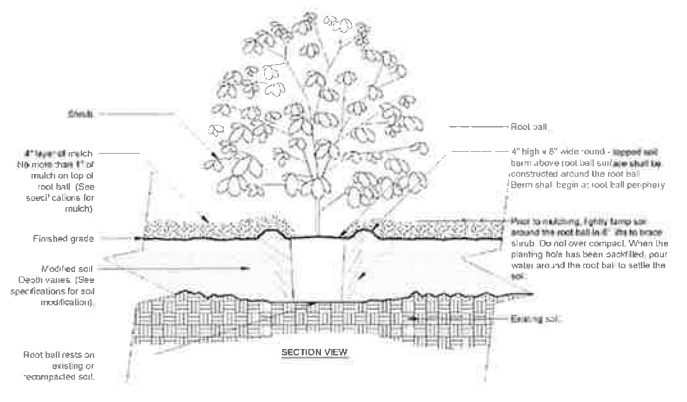 Shrub.
4" layer of mulch.
No more than 1" of
mulch on top of
root ball. (See
specifications for
mulch)
Finished grade
Modified soil
Depth varies. (See
specifications for soil
modification).
Root ball rests on
existing or
recompacted soil.
Root ball.
4" high x 8" wide round - topped soil
berm above root ball surface shall be
constructed around the root ball
Berm shall begin at root ball periphery
Prior to mulching, lightly tamp soil
around the root ball in 6" lifts to brace
shrub. Do not over compact. When the
planting hole has been backfilled, pour
water around the root ball to settle the
soil.
Existing soil.
SECTION VIEW